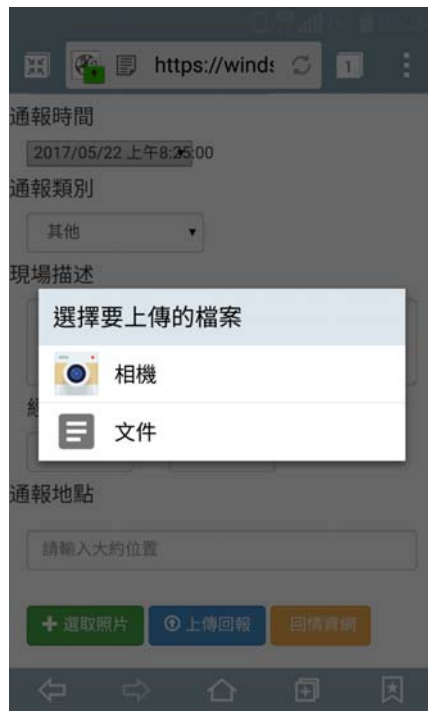 https://winds
1
通報時間
2017/05/22 上午8:25:00
通報類別
其他
現場描述
選擇要上傳的檔案
相機
文件
通報地點
請輸入大約位置
選取照片
上傳回報
回情資網